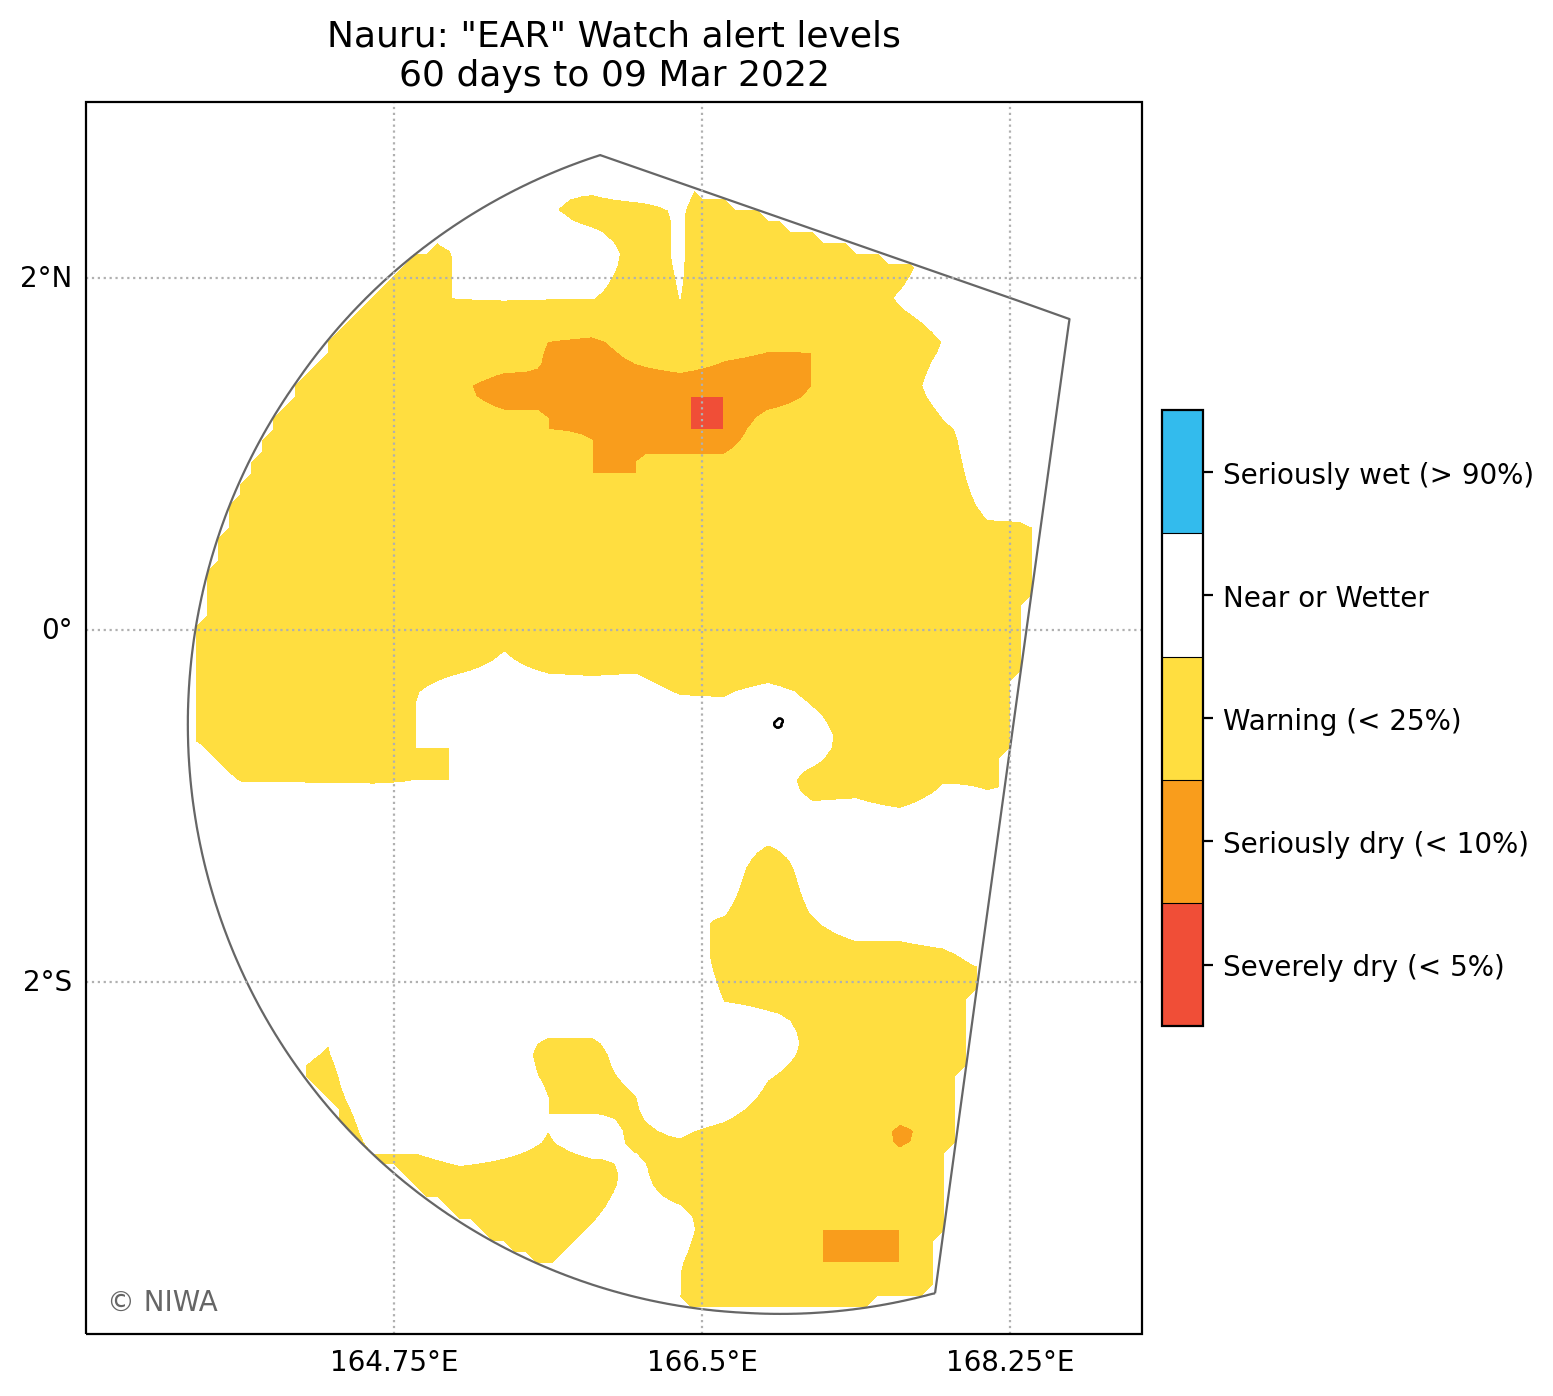 Nauru: "EAR" Watch alert levels
60 days to 09 Mar 2022
2°N
0°
2°S
164.75°E
166.5°E
168.25°E
© NIWA
Seriously wet (> 90%)
Near or Wetter
Warning (< 25%)
Seriously dry (< 10%)
Severely dry (< 5%)